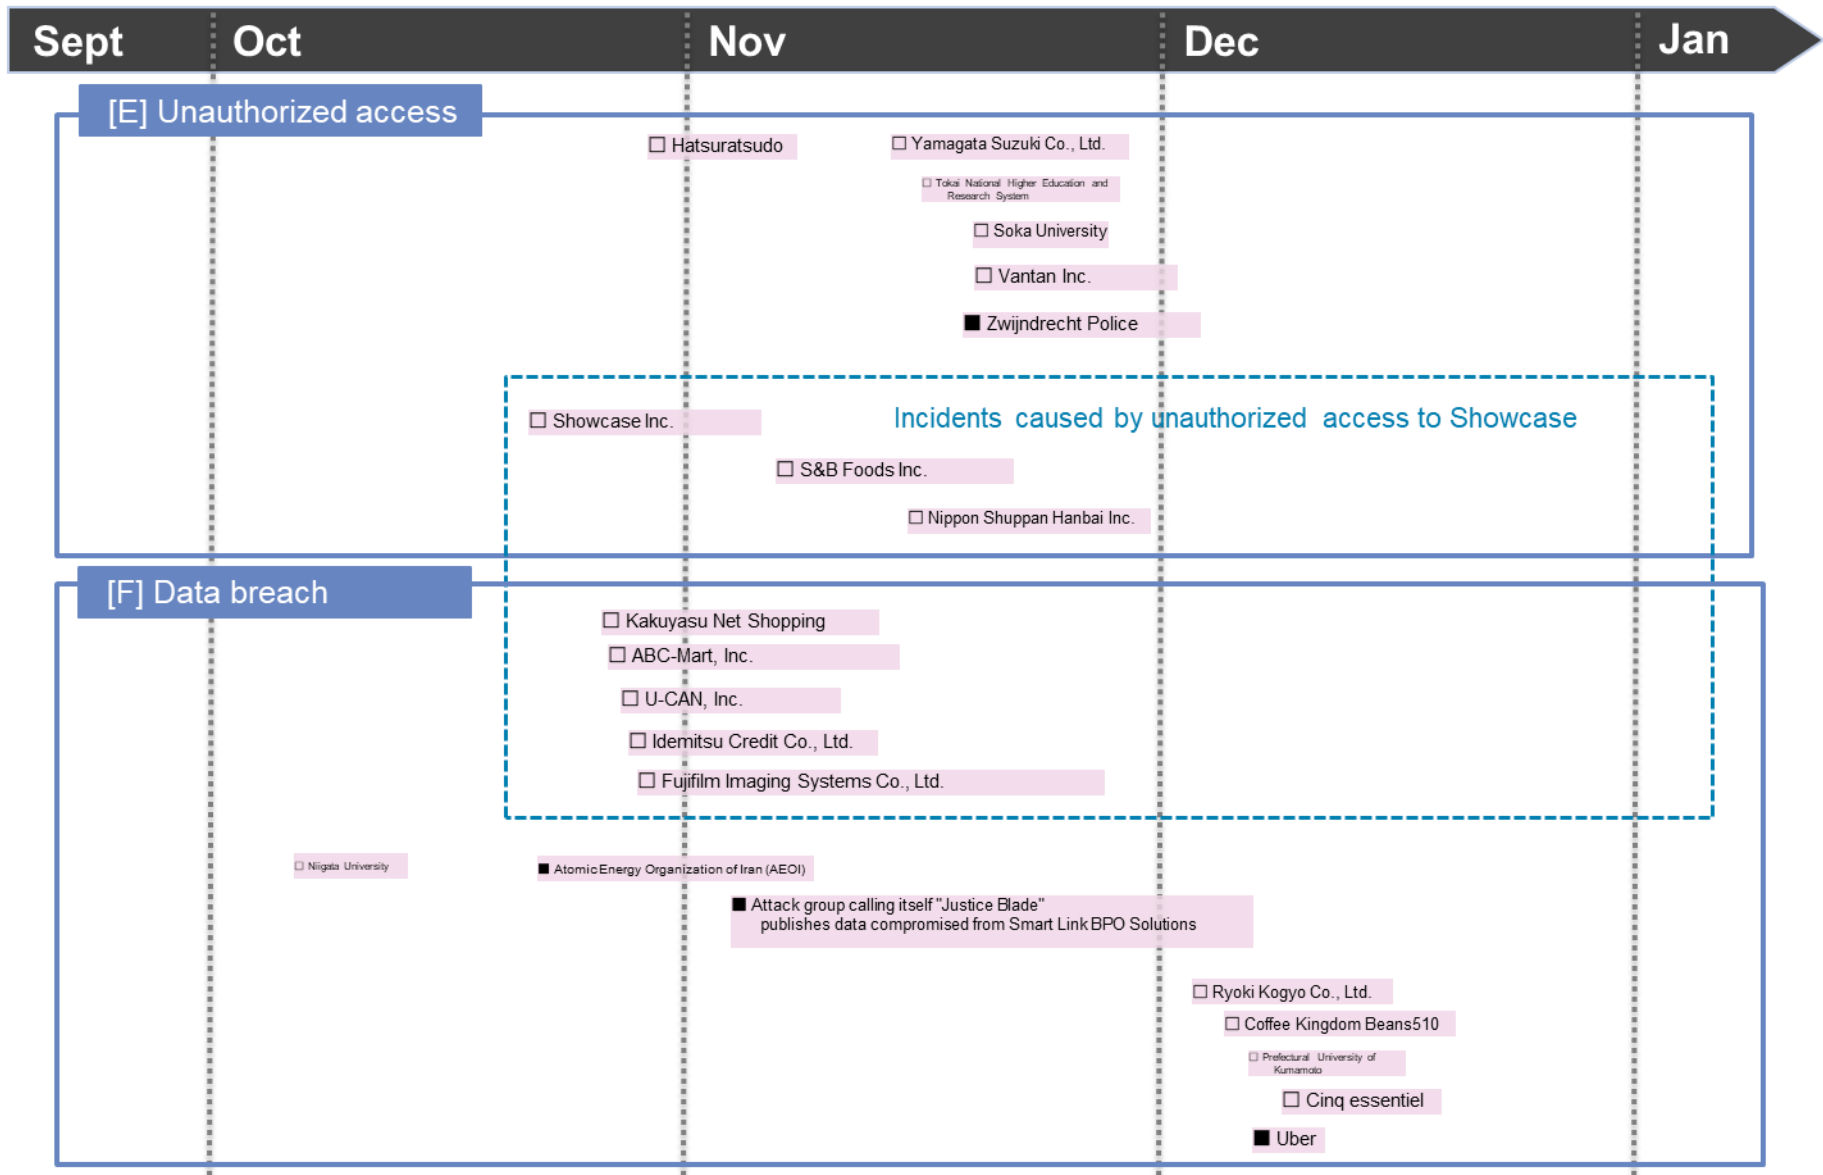 Sept Oct Nov Dec Jan
[E] Unauthorized access
□ Hatsuratsudo
□ Yamagata Suzuki Co., Ltd.
□ Tokai National Higher Education and
Research System
□ Soka University
□ Vantan Inc.
■ Zwijndrecht Police
Incidents caused by unauthorized access to Showcase
□ Showcase Inc.
□ S&B Foods Inc.
□ Nippon Shuppan Hanbai Inc.
[F] Data breach
□ Kakuyasu Net Shopping
□ ABC-Mart, Inc.
□ U-CAN, Inc.
□ Idemitsu Credit Co., Ltd.
□ Fujifilm Imaging Systems Co., Ltd.
□ Niigata University
■ Atomic Energy Organization of Iran (AEOI)
■ Attack group calling itself "Justice Blade"
publishes data compromised from Smart Link BPO Solutions
□ Ryoki Kogyo Co., Ltd.
□ Coffee Kingdom Beans510
□ Prefectural University of
Kumamoto
□ Cinq essentiel
■ Uber